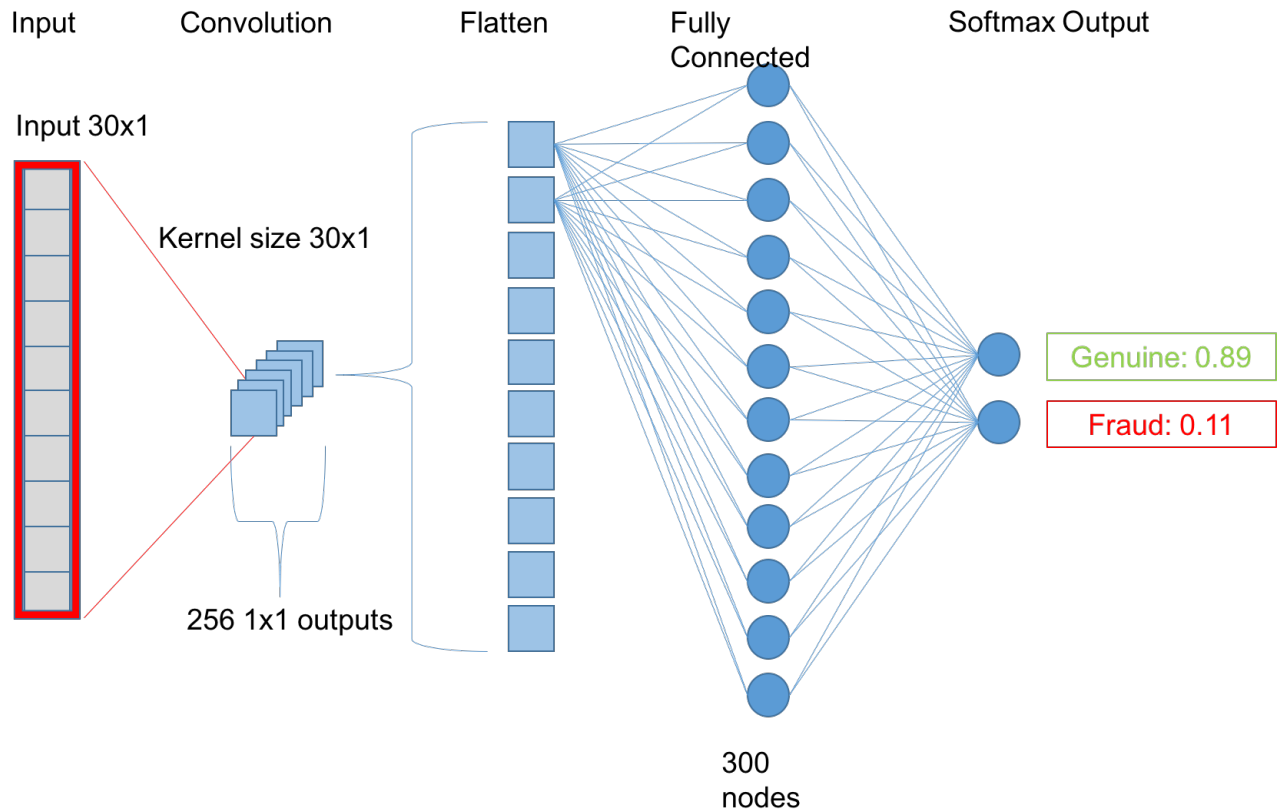 Input
Convolution
Flatten
Fully
Connected
Softmax Output
Input 30x1
Kernel size 30x1
256 1x1 outputs
Genuine: 0.89
Fraud: 0.11
300
nodes